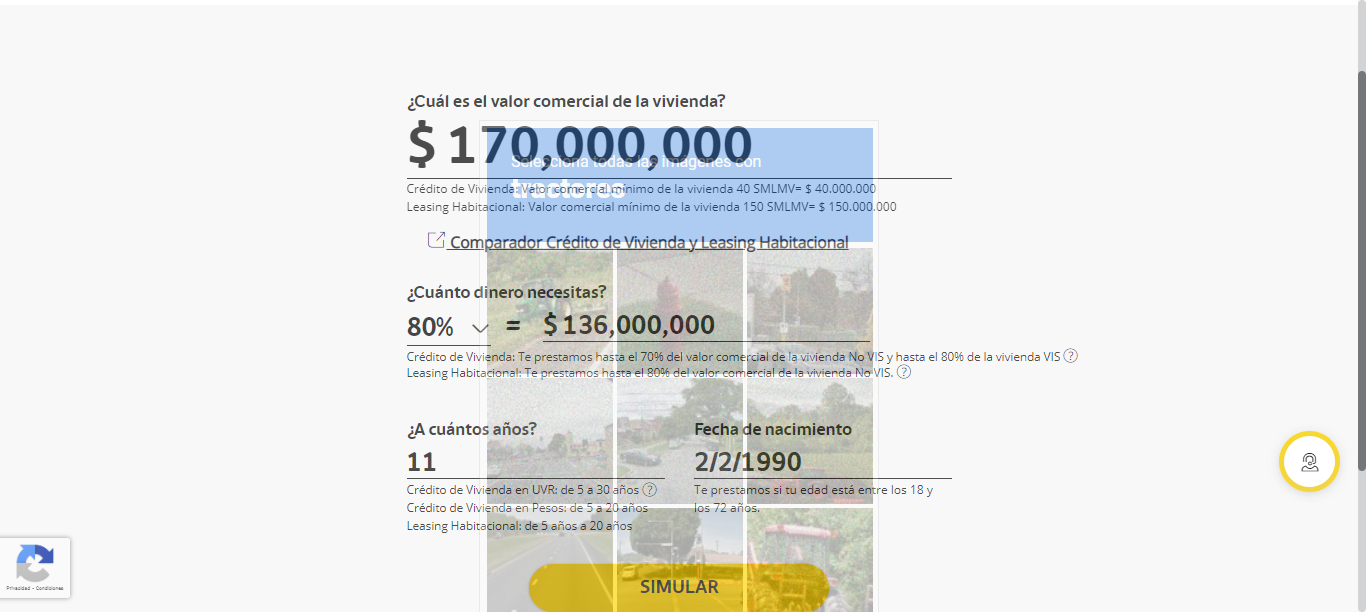 ¿Cuál es el valor comercial de la vivienda?
$ 170,000,000
Selecciona todas las imágenes con
tractores
Crédito de Vivienda: Valor comercial mínimo de la vivienda 40 SMLMV= $ 40.000.000
Leasing Habitacional: Valor comercial mínimo de la vivienda 150 SMLMV= $ 150.000.000
Comparador Crédito de Vivienda y Leasing Habitacional
¿Cuánto dinero necesitas?
80% = $ 136,000,000
Crédito de Vivienda: Te prestamos hasta el 70% del valor comercial de la vivienda No VIS y hasta el 80% de la vivienda VIS ?
Leasing Habitacional: Te prestamos hasta el 80% del valor comercial de la vivienda No VIS. ?
¿A cuántos años?
11
Crédito de Vivienda en UVR: de 5 a 30 años ?
Crédito de Vivienda en Pesos: de 5 a 20 años
Leasing Habitacional: de 5 años a 20 años
Fecha de nacimiento
2/2/1990
Te prestamos si tu edad está entre los 18 y
los 72 años.
SIMULAR
Privacidad - Condiciones